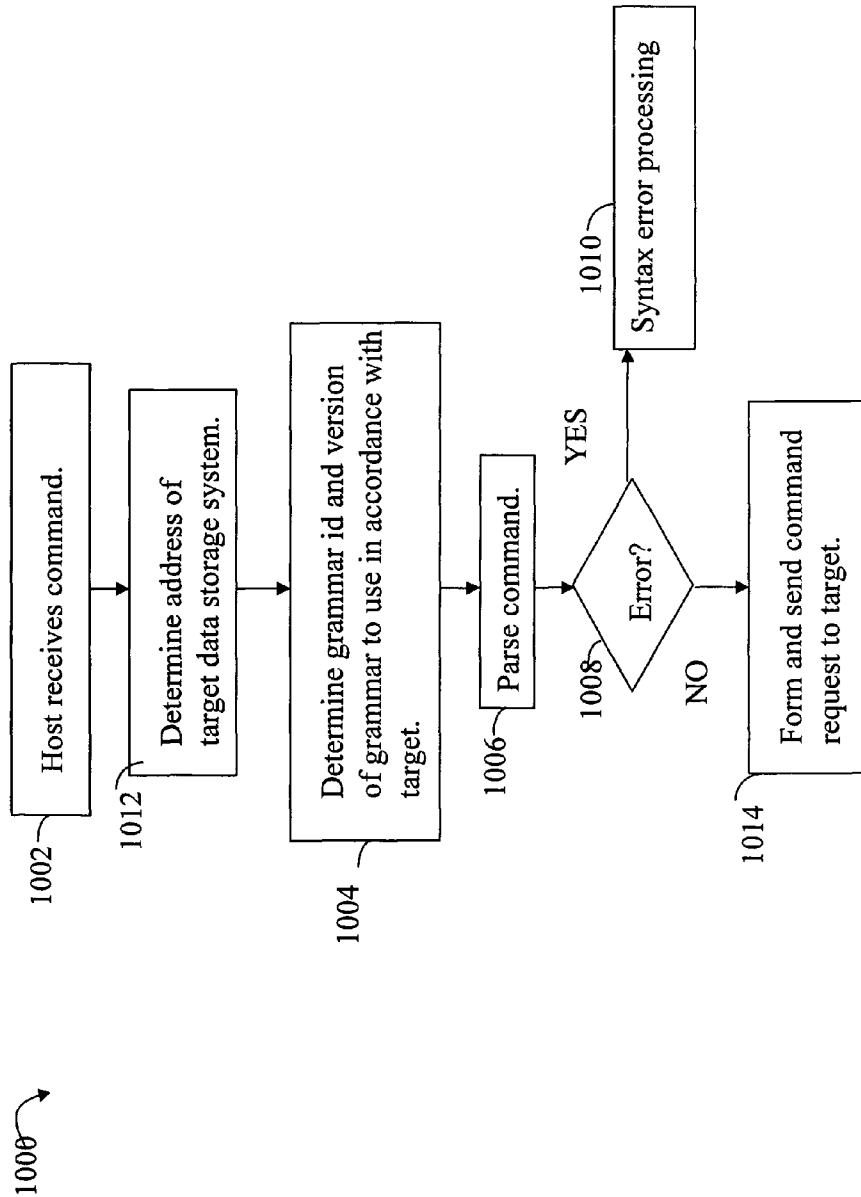 1000
1002
Host receives command.
1012
Determine address of
target data storage system.
1004
Determine grammar id and version
of grammar to use in accordance with
target.
1006
Parse command.
1008
Error?
YES
1010
Syntax error processing
NO
1014
Form and send command
request to target.